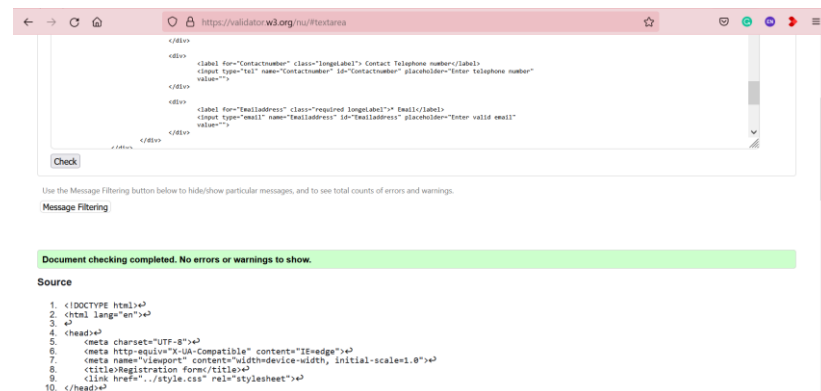 https://validator.w3.org/nu/#textarea
</div>
<div>
<label for="Contactnumber" class="longeLabel"> Contact Telephone number</label>
<input type="tel" name="Contactnumber" id="Contactnumber" placeholder="Enter telephone number"
value="">
</div>
<div>
<label for="Emailaddress" class="required longeLabel">* Email</label>
<input type="email" name="Emailaddress" id="Emailaddress" placeholder="Enter valid email"
value="">
</div>
</div>
</div>
Check
Use the Message Filtering button below to hide/show particular messages, and to see total counts of errors and warnings.
Message Filtering
Document checking completed. No errors or warnings to show.
Source
1. <!DOCTYPE html>↩
2. <html lang="en">↩
3. ↩
4. <head>↩
5. <meta charset="UTF-8">↩
6. <meta http-equiv="X-UA-Compatible" content="IE=edge">↩
7. <meta name="viewport" content="width=device-width, initial-scale=1.0">↩
8. <title>Registration form</title>↩
9. <link href="../style.css" rel="stylesheet">↩
10. </head>↩